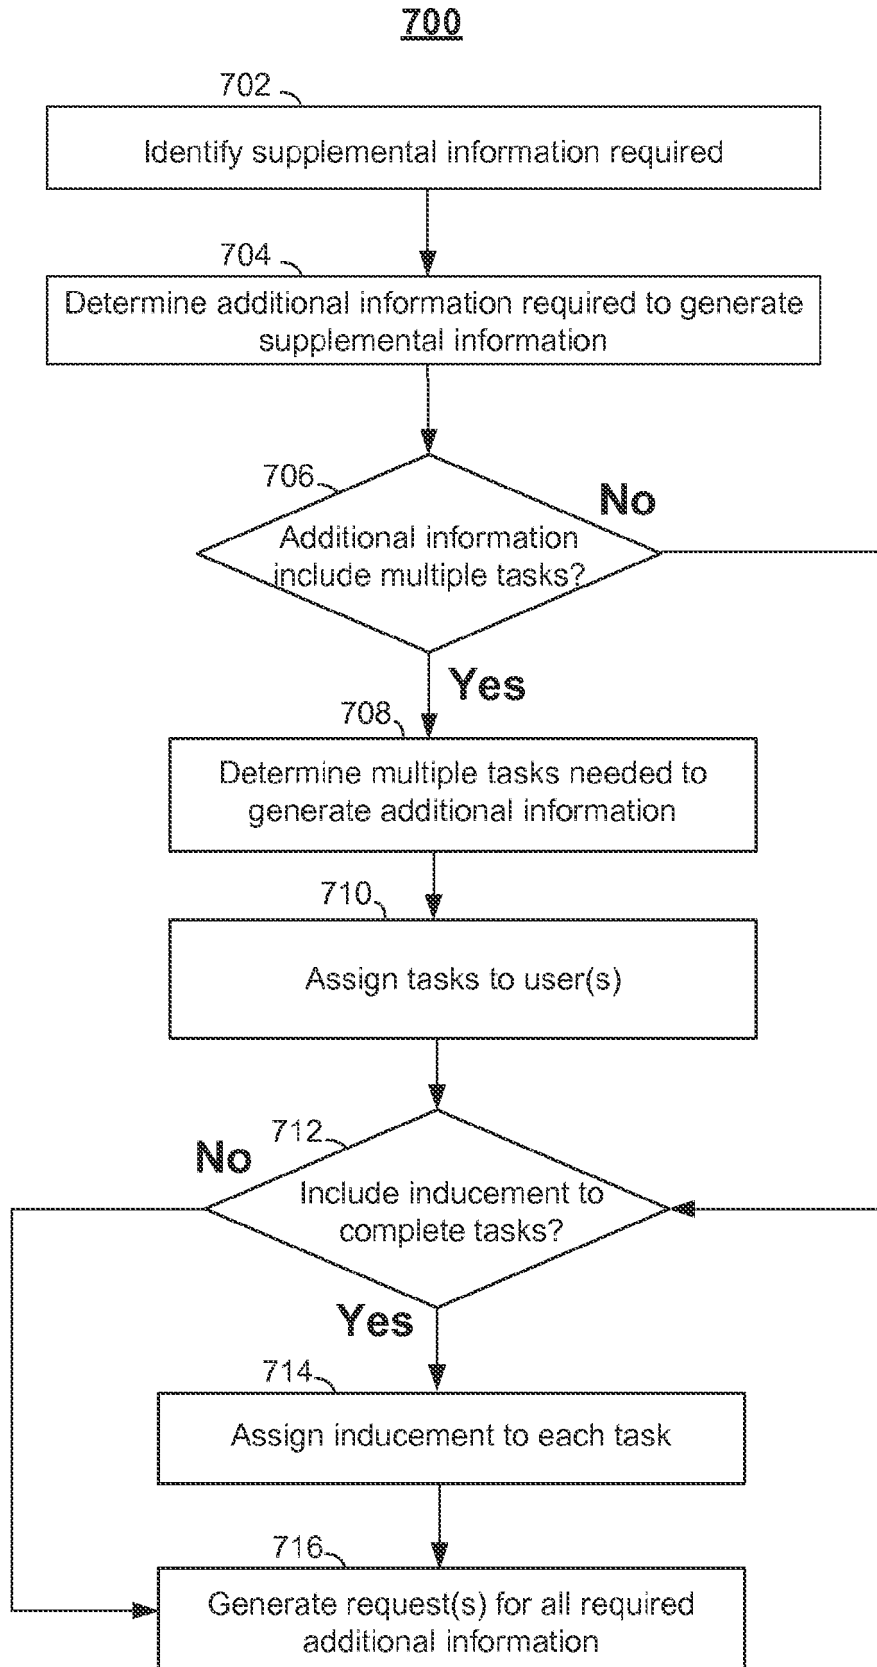 700
702
Identify supplemental information required
704
Determine additional information required to generate
supplemental information
706
No
Additional information
include multiple tasks?
Yes
708
Determine multiple tasks needed to
generate additional information
710
Assign tasks to user(s)
712
No
Include inducement to
complete tasks?
Yes
714
Assign inducement to each task
716
Generate request(s) for all required
additional information